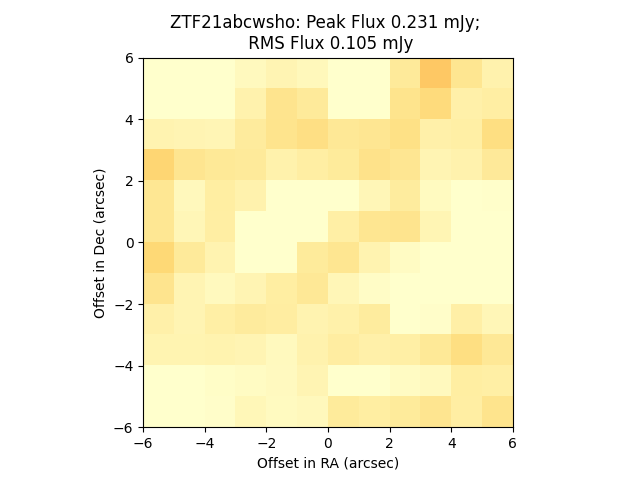 ZTF21abcwsho: Peak Flux 0.231 mJy;
RMS Flux 0.105 mJy
6
4
2
0
−2
−4
−6
Offset in Dec (arcsec)
−6 −4 −2 0 2 4 6
Offset in RA (arcsec)